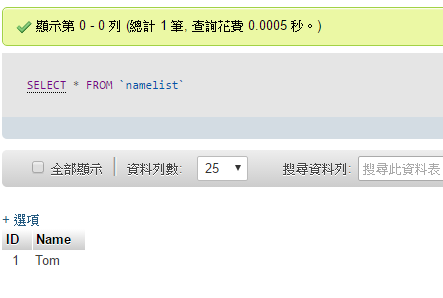 顯示第 0 - 0 列 (總計 1 筆, 查詢花費 0.0005 秒。)
SELECT * FROM `namelist`
全部顯示 資料列數: 25 搜尋資料列: 搜尋此資料表
+ 選項
ID Name
1 Tom